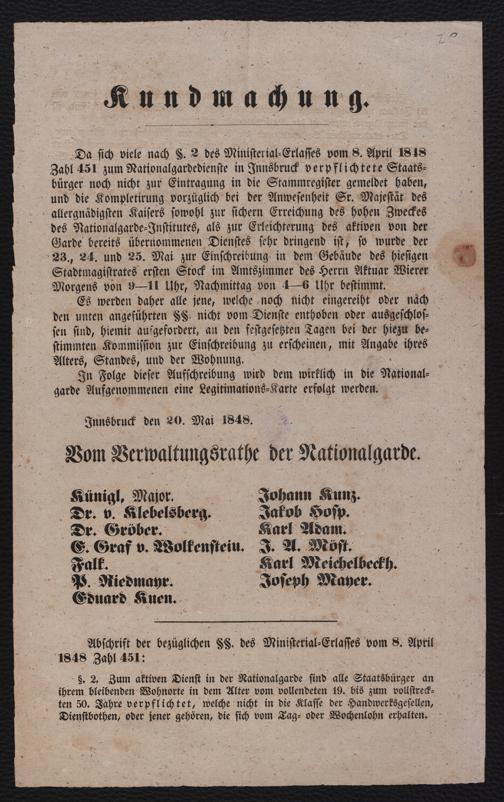 20
Kundmachung.
Da sich viele nach §. 2 des Ministerial-Erlasses vom 8. April 1848
Zahl 451 zum Nationalgardedienste in Innsbruck verpflichtete Staats-
bürger noch nicht zur Eintragung in die Stammregister gemeldet haben,
und die Kompletirung vorzüglich bei der Anwesenheit Sr. Majestät des
allergnädigsten Kaisers sowohl zur sichern Erreichung des hohen Zweckes
des Nationalgarde-Institutes, als zur Erleichterung des aktiven von der
Garde bereits übernommenen Dienstes sehr dringend ist, so wurde der
23., 24. und 25. Mai zur Einschreibung in dem Gebäude des hiesigen
Stadtmagistrates ersten Stock im Amtszimmer des Herrn Aktuar Wierer
Morgens von 9—11 Uhr, Nachmittag von 4—6 Uhr bestimmt.
Es werden daher alle jene, welche noch nicht eingereiht oder nach
den unten angeführten §§. nicht vom Dienste enthoben oder ausgeschlos-
sen sind, hiemit aufgefordert, an den festgesetzten Tagen bei der hiezu be-
stimmten Kommission zur Einschreibung zu erscheinen, mit Angabe ihres
Alters, Standes, und der Wohnung.
In Folge dieser Aufschreibung wird dem wirklich in die National-
garde Aufgenommenen eine Legitimations-Karte erfolgt werden.
Innsbruck den 20. Mai 1848.
Vom Verwaltungsrathe der Nationalgarde.
Künigl, Major.
Dr. v. Klebelsberg.
Dr. Gröber.
E. Graf v. Wolkenstein.
Falk.
P. Riedmayr.
Eduard Kuen.
Johann Kunz.
Jakob Hosp.
Karl Adam.
J. A. Möst.
Karl Meichelbeckh.
Joseph Mayer.
Abschrift der bezüglichen §§. des Ministerial-Erlasses vom 8. April
1848 Zahl 451:
§. 2. Zum aktiven Dienst in der Nationalgarde sind alle Staatsbürger an
ihrem bleibenden Wohnorte in dem Alter vom vollendeten 19. bis zum vollstreck-
ten 50. Jahre verpflichtet, welche nicht in die Klasse der Handwerksgesellen,
Dienstbothen, oder jener gehören, die sich vom Tag- oder Wochenlohn erhalten.